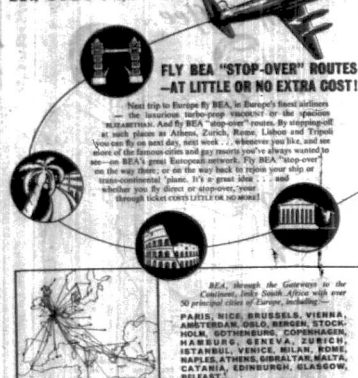 FLY BEA "STOP-OVER" ROUTES
—AT LITTLE OR NO EXTRA COST!
Next trip to Europe fly BEA, in Europe's finest airliners
— the luxurious turbo-prop VISCOUNT or the spacious
ELIZABETHAN. And fly BEA "stop-over" routes. By stopping-off
at such places as Athens, Zurich, Rome, Lisbon and Tripoli
you can fly on next day, next week . . . whenever you like, and see
more of the famous cities and gay resorts you've always wanted to
see—on BEA's great European network. Fly BEA "stop-over"
on the way there; or on the way back to rejoin your ship or
trans-continental 'plane. It's a great idea . . . and
whether you fly direct or stop-over, your
through ticket COSTS LITTLE OR NO MORE!
BEA, through the Gateways to the
Continent, links South Africa with over
50 principal cities of Europe, including:—
PARIS, NICE, BRUSSELS, VIENNA,
AMSTERDAM, OSLO, BERGEN, STOCK-
HOLM, GOTHENBURG, COPENHAGEN,
HAMBURG, GENEVA, ZURICH,
ISTANBUL, VENICE, MILAN, ROME,
NAPLES, ATHENS, GIBRALTAR, MALTA,
CATANIA, EDINBURGH, GLASGOW,
BELFAST